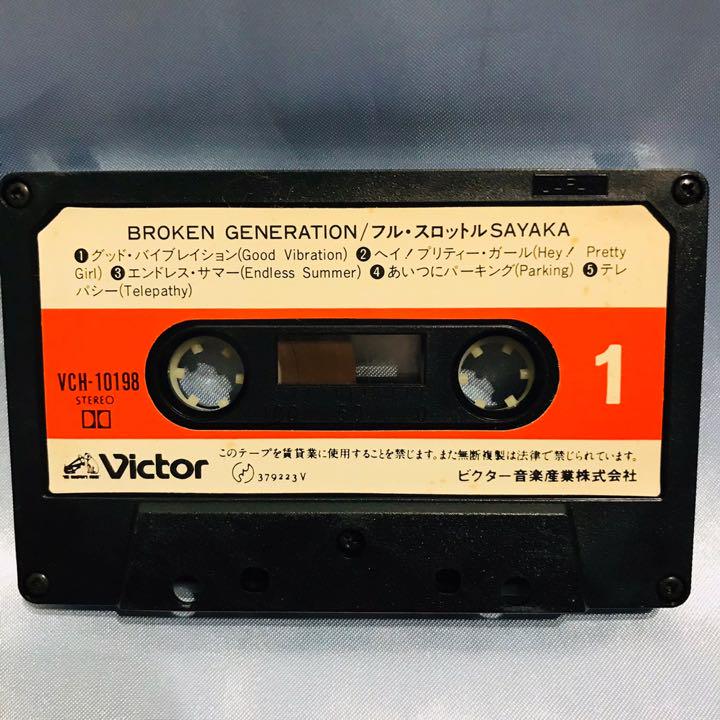 BROKEN GENERATION/フル・スロットルSAYAKA
❶グッド・バイブレイション(Good Vibration) ❷ヘイ!プリティー・ガール(Hey! Pretty
Girl) ❸エンドレス・サマー(Endless Summer) ❹あいつにパーキング(Parking) ❺テレ
パシー(Telepathy)
VCH-10198
STEREO
1
Victor
このテープを賃貸業に使用することを禁じます。また無断複製は法律で禁じられています。
379223V
ビクター音楽産業株式会社